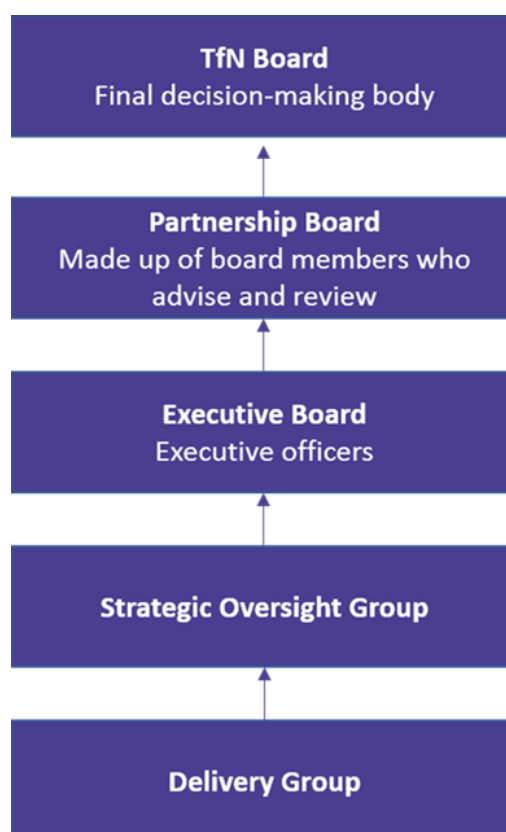 TfN Board
Final decision-making body
Partnership Board
Made up of board members who
advise and review
Executive Board
Executive officers
Strategic Oversight Group
Delivery Group